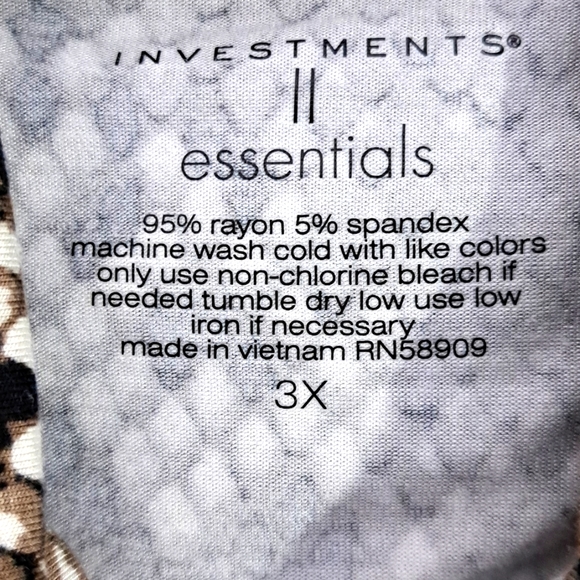 INVESTMENTS®
II
essentials
95% rayon 5% spandex
machine wash cold with like colors
only use non-chlorine bleach if
needed tumble dry low use low
iron if necessary
made in vietnam RN58909
3X